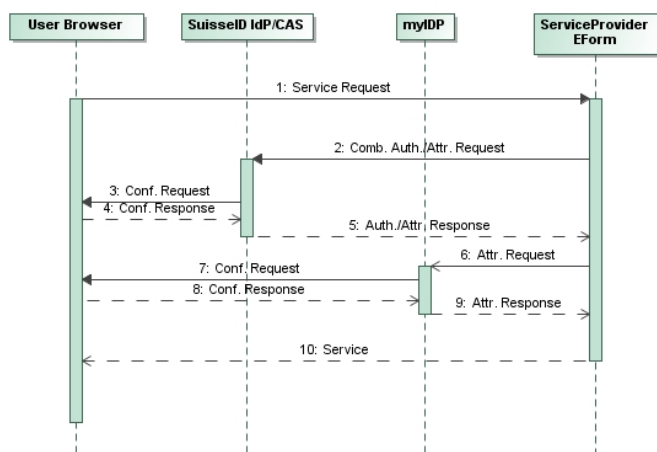 User Browser
SuisseID IdP/CAS
myIDP
ServiceProvider
EForm
1: Service Request
2: Comb. Auth./Attr. Request
3: Conf. Request
4: Conf. Response
5: Auth./Attr. Response
6: Attr. Request
7: Conf. Request
8: Conf. Response
9: Attr. Response
10: Service